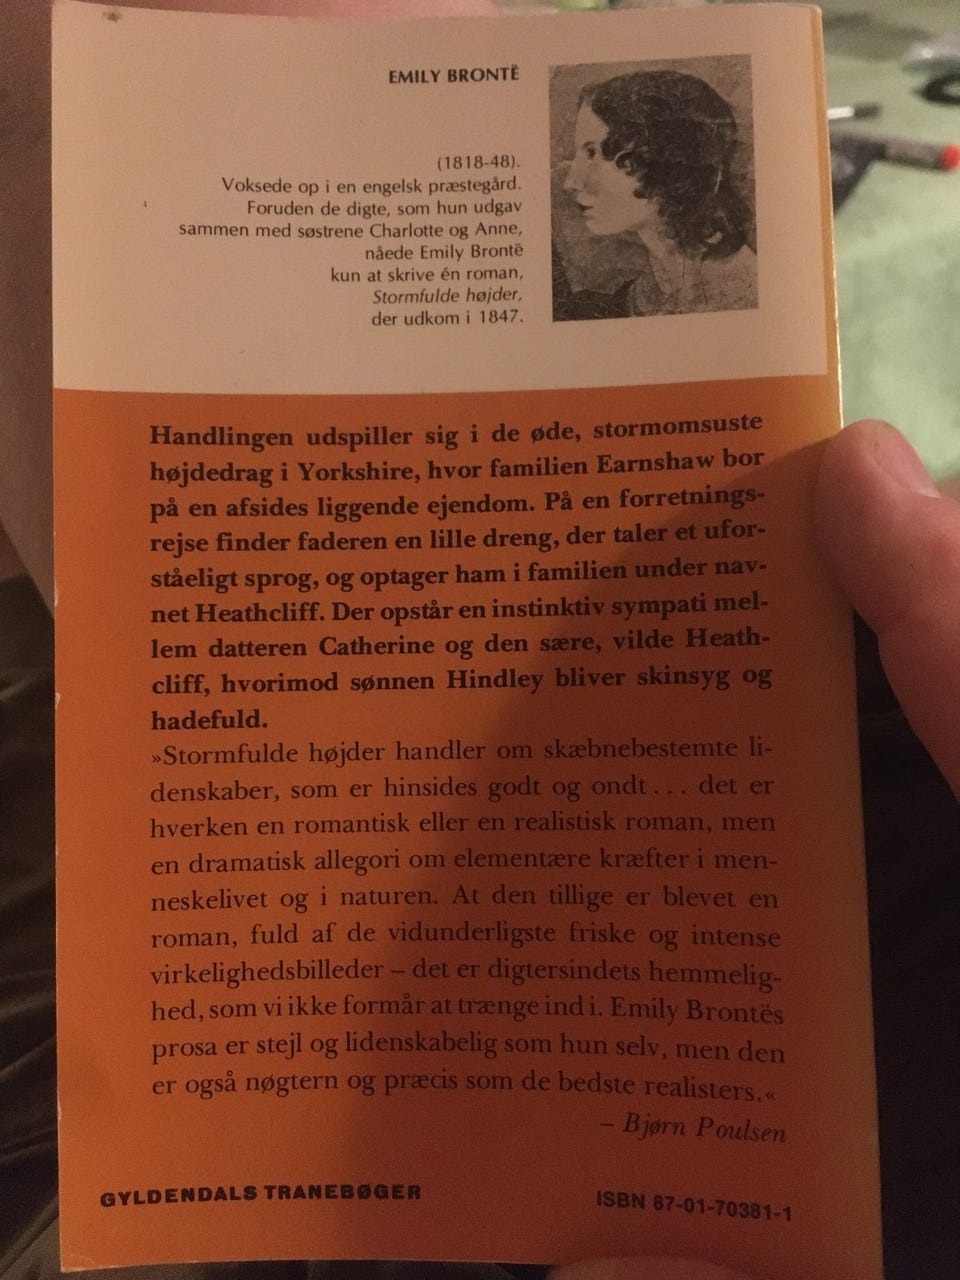 EMILY BRONTË
(1818-48).
Voksede op i en engelsk præstegård.
Foruden de digte, som hun udgav
sammen med søstrene Charlotte og Anne,
nåede Emily Brontë
kun at skrive én roman,
Stormfulde højder,
der udkom i 1847.
Handlingen udspiller sig i de øde, stormomsuste
højdedrag i Yorkshire, hvor familien Earnshaw bor
på en afsides liggende ejendom. På en forretnings-
rejse finder faderen en lille dreng, der taler et ufor-
ståeligt sprog, og optager ham i familien under nav-
net Heathcliff. Der opstår en instinktiv sympati mel-
lem datteren Catherine og den sære, vilde Heath-
cliff, hvorimod sønnen Hindley bliver skinsyg og
hadefuld.
»Stormfulde højder handler om skæbnebestemte li-
denskaber, som er hinsides godt og ondt... det er
hverken en romantisk eller en realistisk roman, men
en dramatisk allegori om elementære kræfter i men-
neskelivet og i naturen. At den tillige er blevet en
roman, fuld af de vidunderligste friske og intense
virkelighedsbilleder – det er digtersindets hemmelig-
hed, som vi ikke formår at trænge ind i. Emily Brontës
prosa er stejl og lidenskabelig som hun selv, men den
er også nøgtern og præcis som de bedste realisters.«
– Bjørn Poulsen
GYLDENDALS TRANEBØGER
ISBN 87-01-70381-1